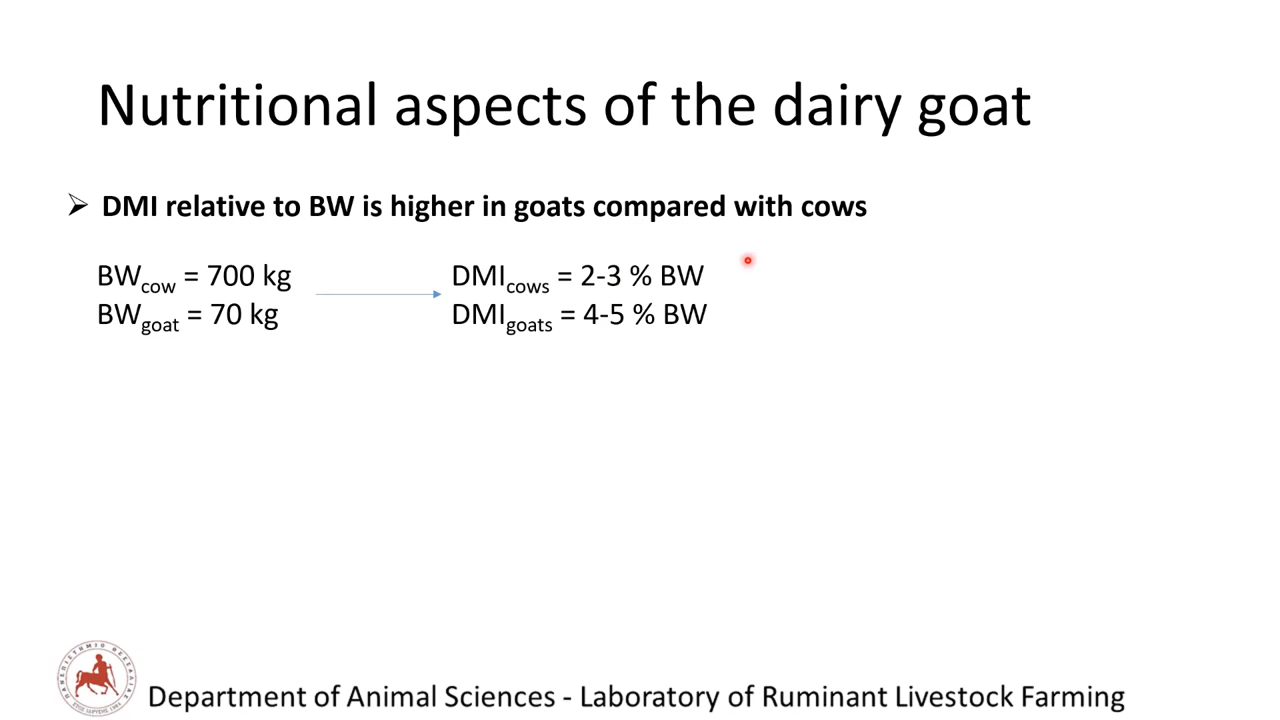 Nutritional aspects of the dairy goat
➢ DMI relative to BW is higher in goats compared with cows
BWcow = 700 kg
DMIcows = 2-3 % BW
BWgoat = 70 kg
DMIgoats = 4-5 % BW
ΠΑΝΕΠΙΣΤΗΜΙΟ ΘΕΣΣΑΛΙΑΣ
Department of Animal Sciences - Laboratory of Ruminant Livestock Farming